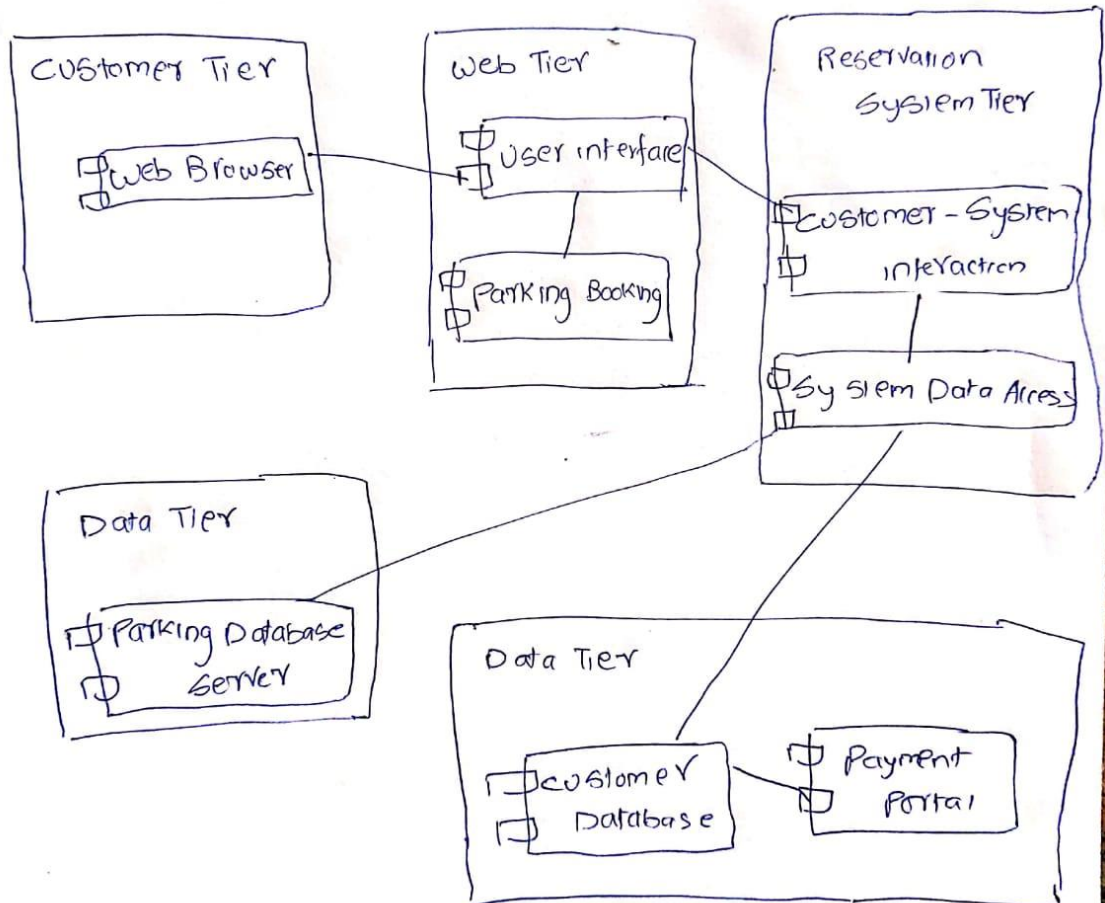 Customer Tier
Web Browser
Web Tier
User interface
Parking Booking
Reservation
System Tier
Customer - System
interaction
System Data Access
Data Tier
Parking Database
Server
Data Tier
Customer
Database
Payment
Portal